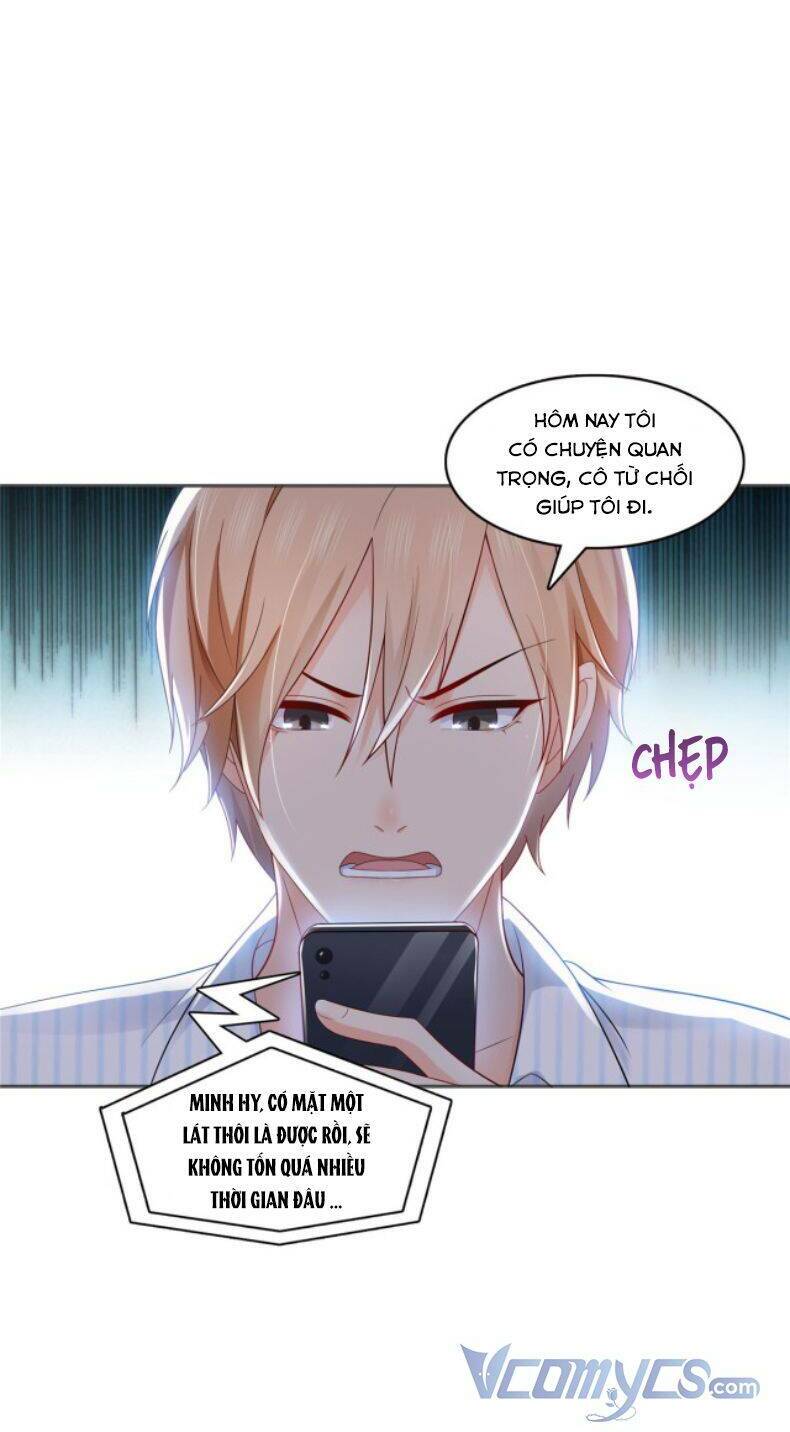 HÔM NAY TÔI
CÓ CHUYỆN QUAN
TRỌNG, CÔ TỪ CHỐI
GIÚP TÔI ĐI.
CHẸP
MINH HY, CÓ MẶT MỘT
LÁT THÔI LÀ ĐƯỢC RỒI, SẼ
KHÔNG TỐN QUÁ NHIỀU
THỜI GIAN ĐÂU ...
VCOMYCS.com